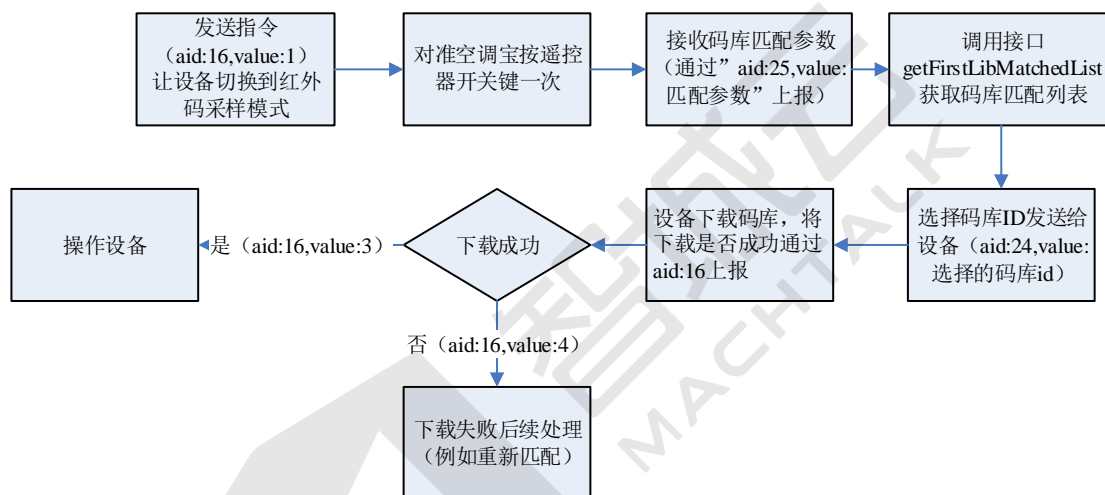 发送指令
（aid:16,value:1）
让设备切换到红外
码采样模式
对准空调宝按遥控
器开关键一次
接收码库匹配参数
（通过”aid:25,value:
匹配参数”上报）
调用接口
getFirstLibMatchedList
获取码库匹配列表
选择码库ID发送给
设备（aid:24,value:
选择的码库id）
设备下载码库，将
下载是否成功通过
aid:16上报
下载成功
是（aid:16,value:3）
操作设备
否（aid:16,value:4）
下载失败后续处理
（例如重新匹配）
智城云
MACHTALK